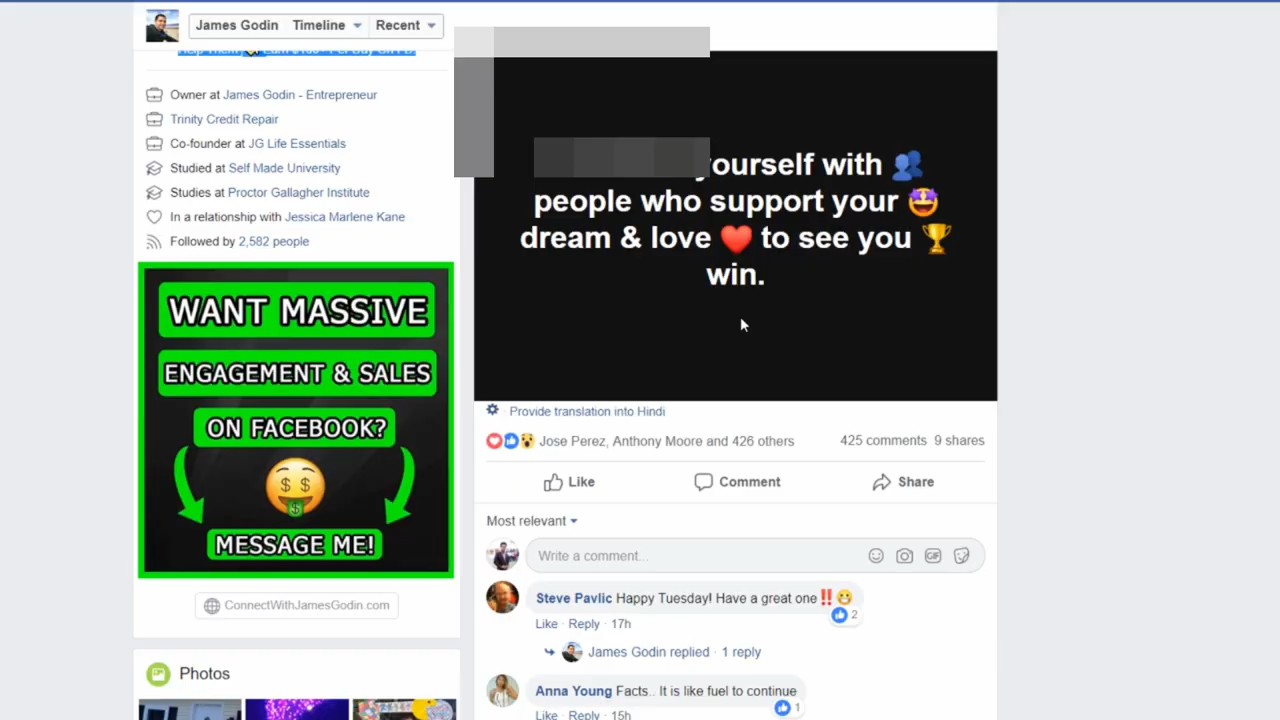 James Godin Timeline Recent
Owner at James Godin - Entrepreneur
Trinity Credit Repair
Co-founder at JG Life Essentials
Studied at Self Made University
Studies at Proctor Gallagher Institute
In a relationship with Jessica Marlene Kane
Followed by 2,582 people
WANT MASSIVE
ENGAGEMENT & SALES
ON FACEBOOK?
MESSAGE ME!
ConnectWithJamesGodin.com
Photos
yourself with 👥
people who support your 🤩
dream & love ❤️ to see you 🏆
win.
Provide translation into Hindi
Jose Perez, Anthony Moore and 426 others 425 comments 9 shares
Like Comment Share
Most relevant
Write a comment...
GIF
Steve Pavlic Happy Tuesday! Have a great one‼️😁
2
Like · Reply · 17h
James Godin replied · 1 reply
Anna Young Facts.. It is like fuel to continue
1
Like · Reply · 15h